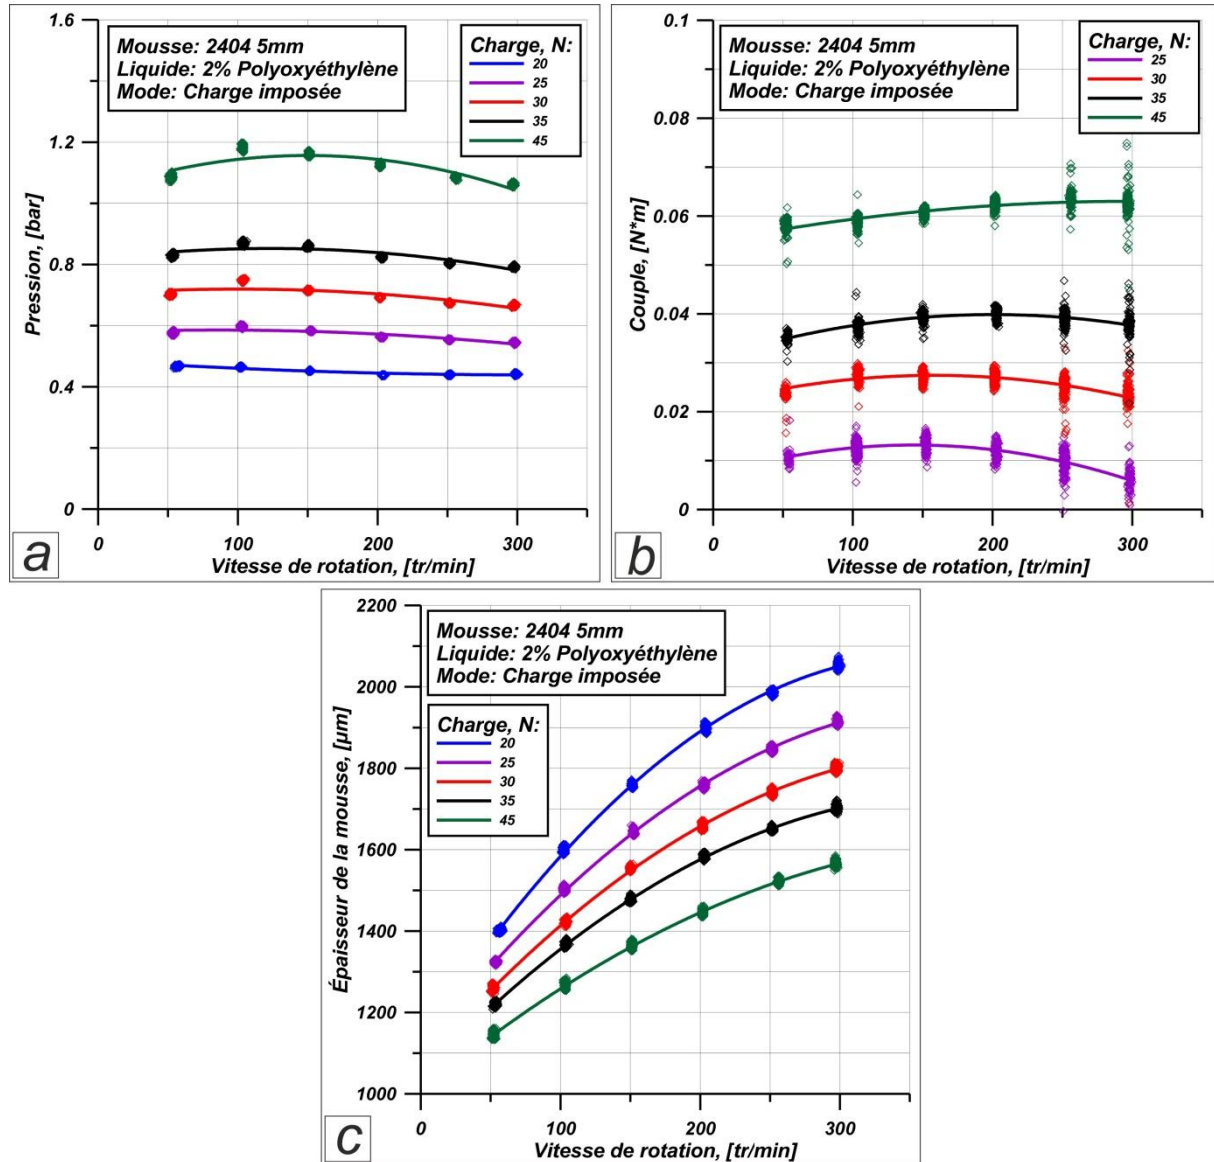 1.6
1.2
0.8
0.4
0
Pression, [bar]
Mousse: 2404 5mm
Liquide: 2% Polyoxyéthylène
Mode: Charge imposée
Charge, N:
20
25
30
35
45
0
100
200
300
Vitesse de rotation, [tr/min]
a
0.1
0.08
0.06
0.04
0.02
0
Couple, [N*m]
Mousse: 2404 5mm
Liquide: 2% Polyoxyéthylène
Mode: Charge imposée
Charge, N:
25
30
35
45
0
100
200
300
Vitesse de rotation, [tr/min]
b
2200
2000
1800
1600
1400
1200
1000
Épaisseur de la mousse, [µm]
Mousse: 2404 5mm
Liquide: 2% Polyoxyéthylène
Mode: Charge imposée
Charge, N:
20
25
30
35
45
0
100
200
300
Vitesse de rotation, [tr/min]
c